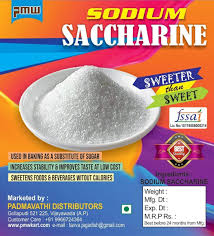 PMW
SODIUM
SACCHARINE
SWEETER
than
SWEET
fssai
USED IN BAKING AS A SUBSTITUTE OF SUGAR
INCREASES STABILITY & IMPROVES TASTE AT LOW COST
SWEETENS FOODS & BEVERAGES WITOUT CALORIES
BEST
Marketed by :
PADMAVATHI DISTRIBUTORS
Gollapudi 521 225, Vijayawada (A.P)
Customer Care : +91 9966724364
www.pmwkart.com
Ingredients:
SODIUM SACCHARINE
Weight :
Mfg. Dt :
Exp. Dt :
M.R.P Rs. :
Best before 24 months from Mfg.